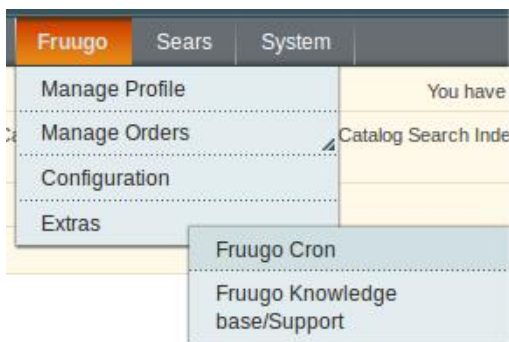 Fruugo Sears System
Manage Profile
You have
Manage Orders
Catalog Search Inde
Configuration
Extras
Fruugo Cron
Fruugo Knowledge
base/Support